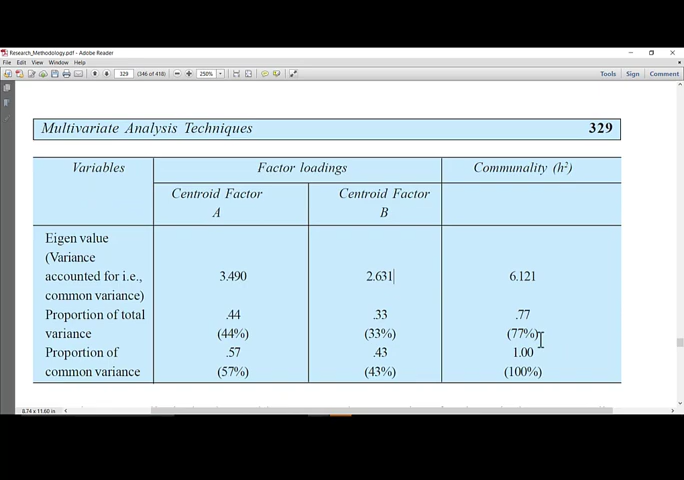 Research_Methodology.pdf - Adobe Reader
File Edit View Window Help
329 (346 of 418) 250% Tools Sign Comment
Multivariate Analysis Techniques 329
Variables Factor loadings Communality (h²)
Centroid Factor Centroid Factor
A B
Eigen value
(Variance
accounted for i.e., 3.490 2.631 6.121
common variance)
Proportion of total .44 .33 .77
variance (44%) (33%) (77%)
Proportion of .57 .43 1.00
common variance (57%) (43%) (100%)
8.74 x 11.60 in